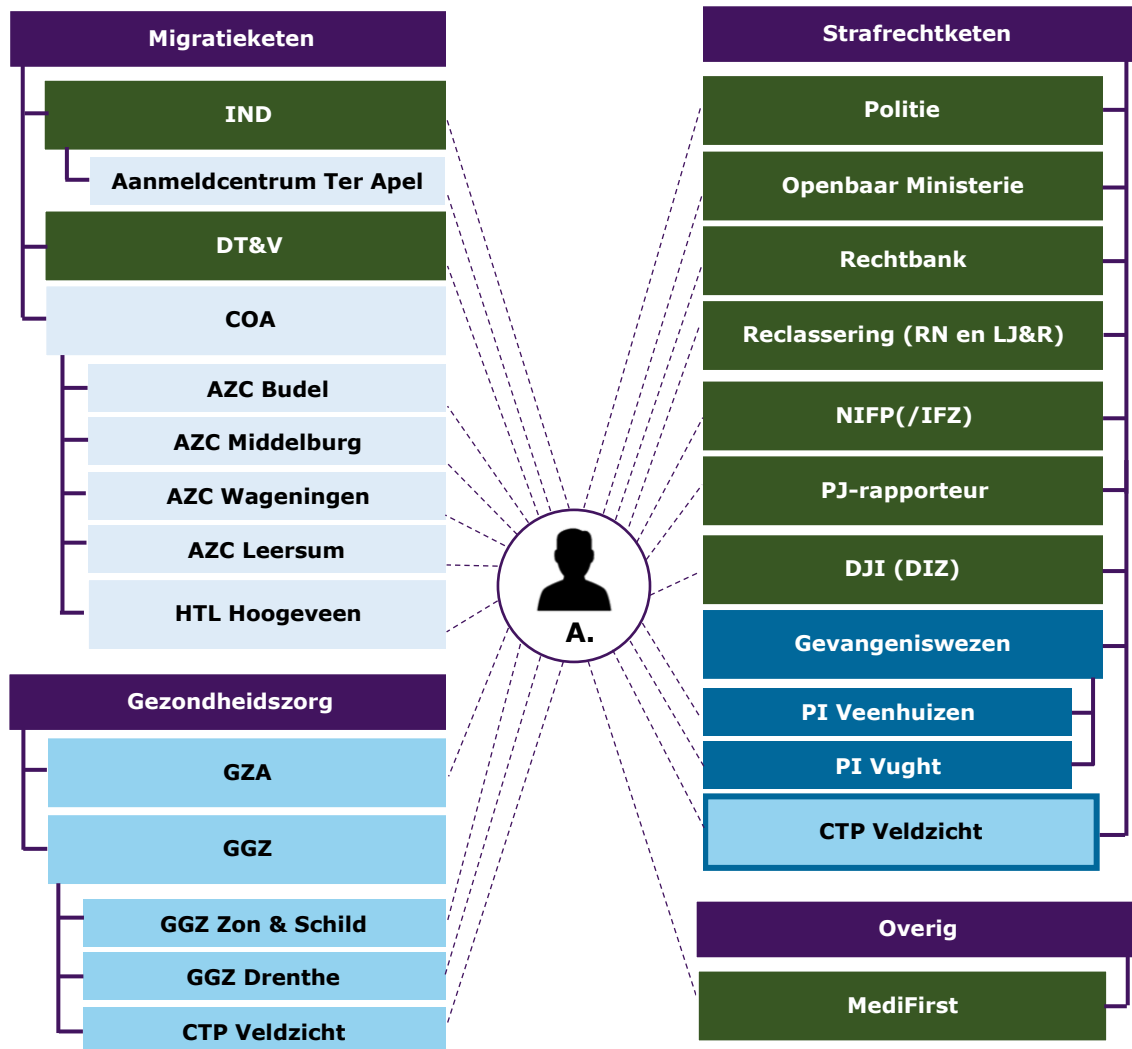 Migratieketen
IND
Aanmeldcentrum Ter Apel
DT&V
COA
AZC Budel
AZC Middelburg
AZC Wageningen
AZC Leersum
HTL Hoogeveen
Gezondheidszorg
GZA
GGZ
GGZ Zon & Schild
GGZ Drenthe
CTP Veldzicht
A.
Strafrechtketen
Politie
Openbaar Ministerie
Rechtbank
Reclassering (RN en LJ&R)
NIFP(/IFZ)
PJ-rapporteur
DJI (DIZ)
Gevangeniswezen
PI Veenhuizen
PI Vught
CTP Veldzicht
Overig
MediFirst